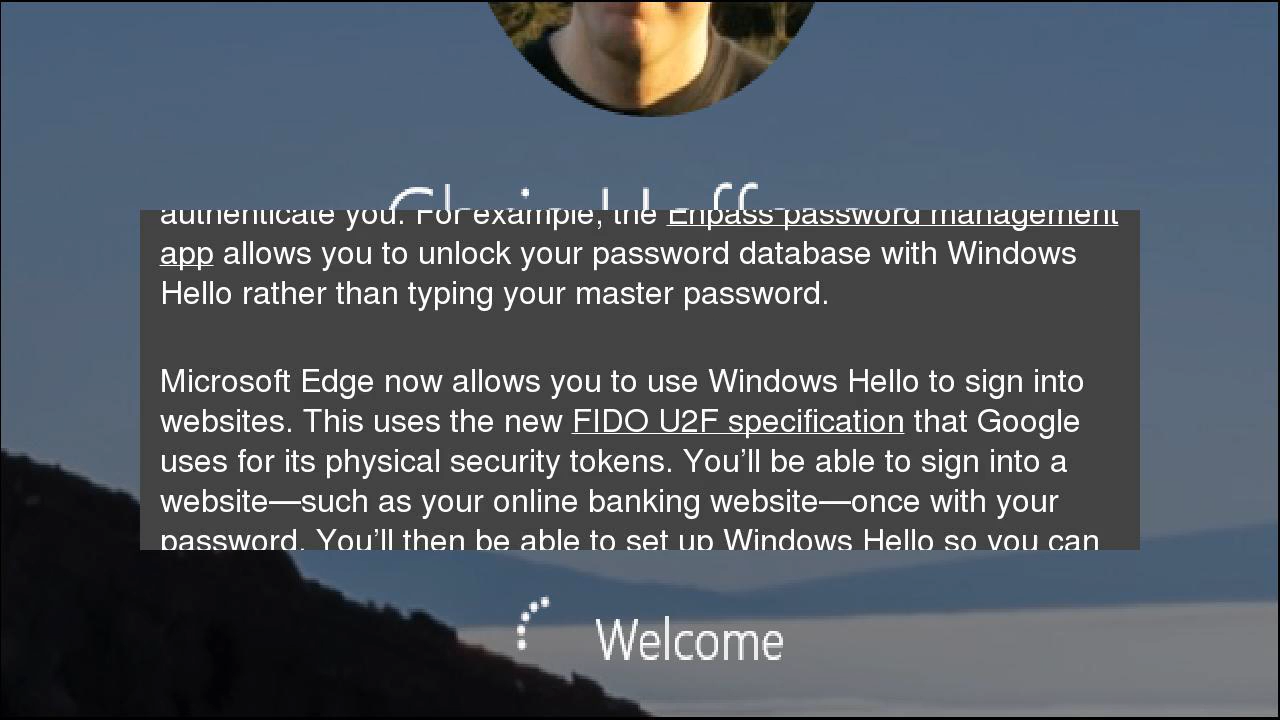 authenticate you. For example, the Enpass password management
app allows you to unlock your password database with Windows
Hello rather than typing your master password.
Microsoft Edge now allows you to use Windows Hello to sign into
websites. This uses the new FIDO U2F specification that Google
uses for its physical security tokens. You’ll be able to sign into a
website—such as your online banking website—once with your
password. You’ll then be able to set up Windows Hello so you can
Welcome